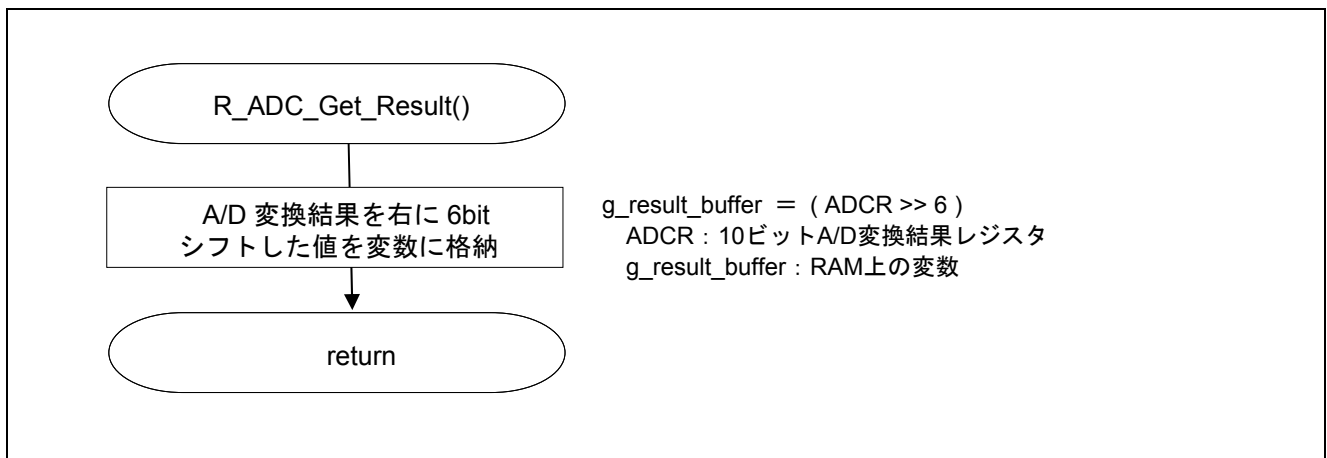 R_ADC_Get_Result()
A/D 変換結果を右に 6bit
シフトした値を変数に格納
g_result_buffer ＝ ( ADCR >> 6 )
ADCR：10ビットA/D変換結果レジスタ
g_result_buffer：RAM上の変数
return